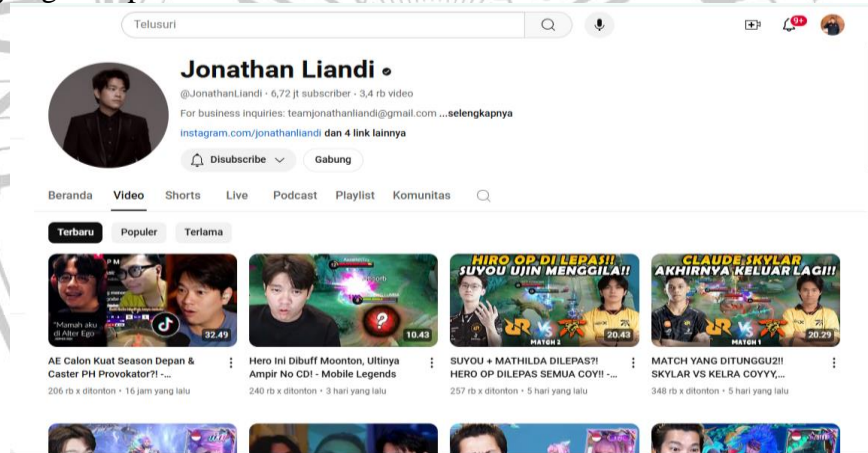 Telusuri
9+
Jonathan Liandi
@JonathanLiandi • 6,72 jt subscriber • 3,4 rb video
For business inquiries: teamjonathanliandi@gmail.com ...selengkapnya
instagram.com/jonathanliandi dan 4 link lainnya
Disubscribe
Gabung
Beranda Video Shorts Live Podcast Playlist Komunitas
Terbaru Populer Terlama
"Mamah aku
di Alter Ego"
32.49
AE Calon Kuat Season Depan &
Caster PH Provokator?! -...
206 rb x ditonton • 16 jam yang lalu
?
10.43
Hero Ini Dibuff Moonton, Ultinya
Ampir No CD! - Mobile Legends
240 rb x ditonton • 3 hari yang lalu
HIRO OP DI LEPAS!!
SUYOU UJIN MENGGILA!!
VS
MATCH 2
20.43
SUYOU + MATHILDA DILEPAS?!
HERO OP DILEPAS SEMUA COY!! -...
257 rb x ditonton • 5 hari yang lalu
CLAUDE SKYLAR
AKHIRNYA KELUAR LAGI!!
VS
MATCH 1
20.29
MATCH YANG DITUNGGU2!!
SKYLAR VS KELRA COYYY,...
348 rb x ditonton • 5 hari yang lalu